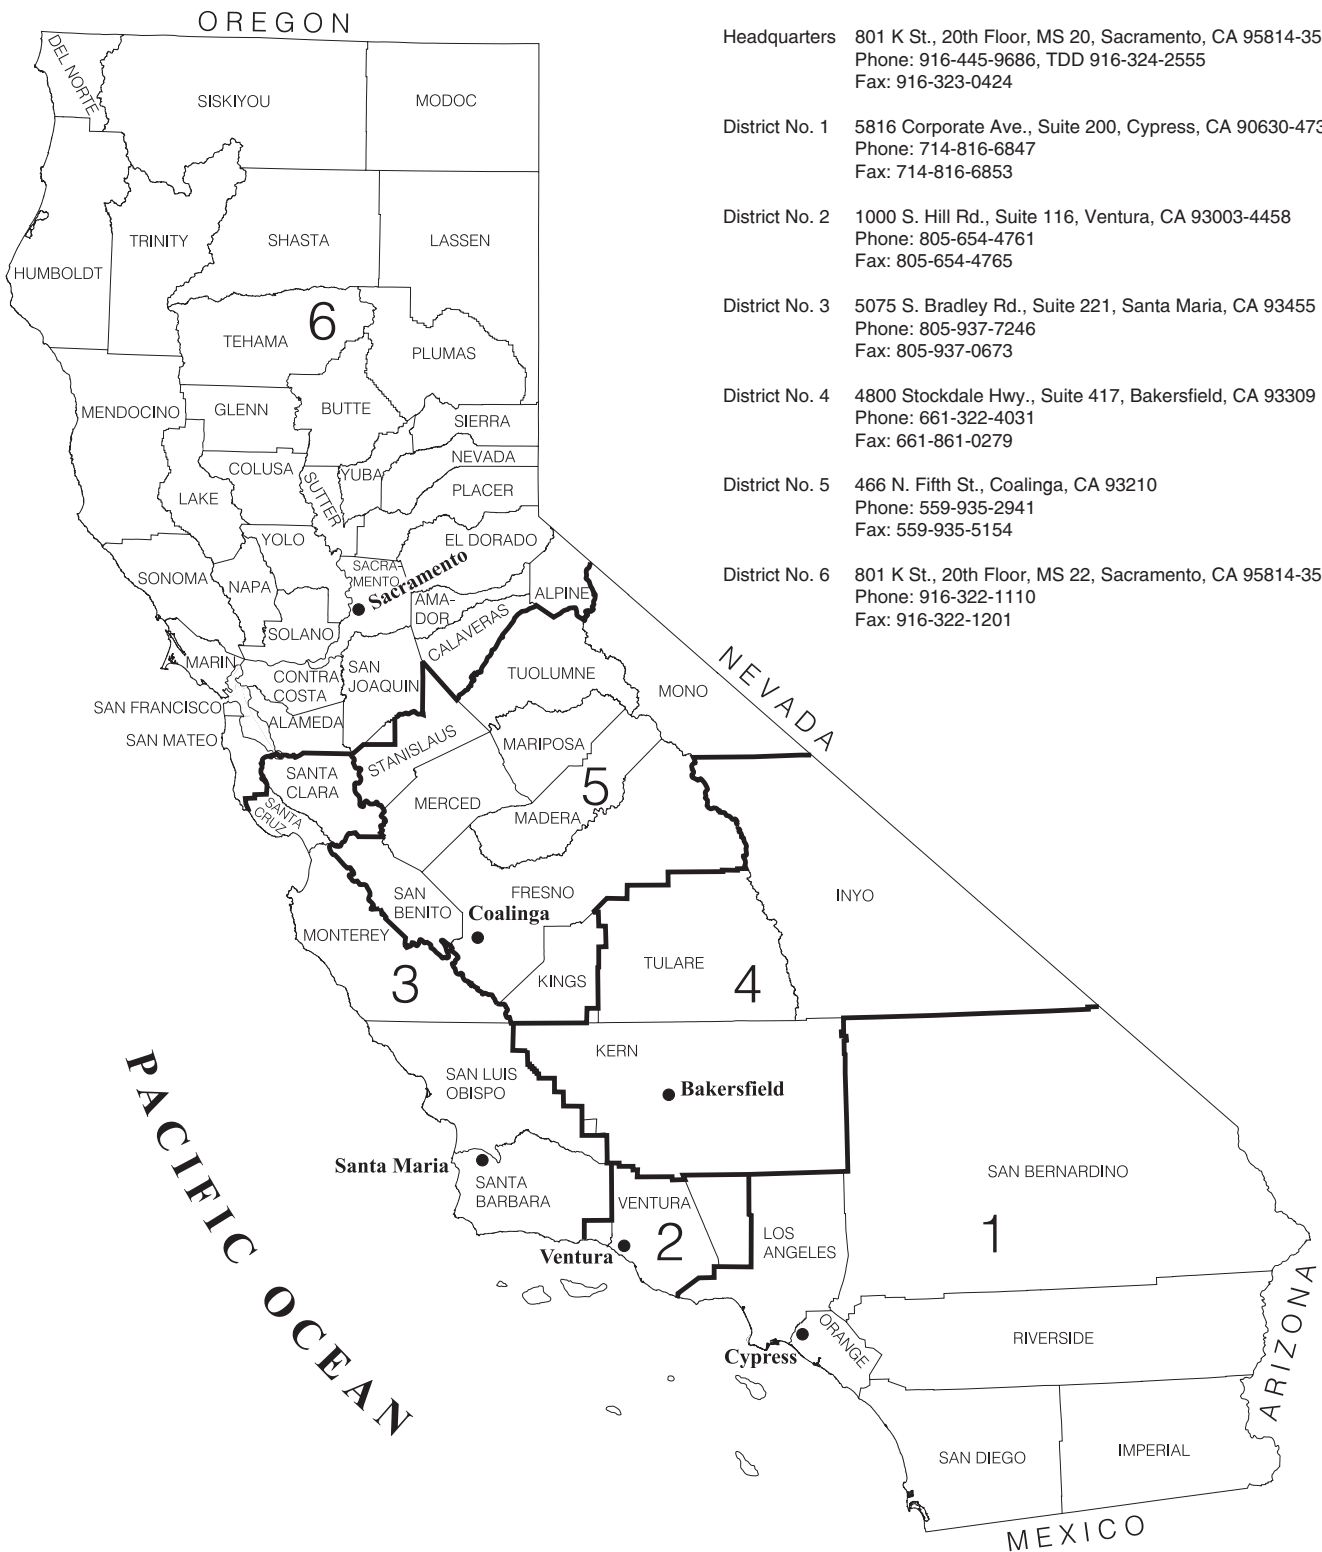 OREGON
Headquarters 801 K St., 20th Floor, MS 20, Sacramento, CA 95814-35
Phone: 916-445-9686, TDD 916-324-2555
Fax: 916-323-0424
District No. 1 5816 Corporate Ave., Suite 200, Cypress, CA 90630-473
Phone: 714-816-6847
Fax: 714-816-6853
District No. 2 1000 S. Hill Rd., Suite 116, Ventura, CA 93003-4458
Phone: 805-654-4761
Fax: 805-654-4765
District No. 3 5075 S. Bradley Rd., Suite 221, Santa Maria, CA 93455
Phone: 805-937-7246
Fax: 805-937-0673
District No. 4 4800 Stockdale Hwy., Suite 417, Bakersfield, CA 93309
Phone: 661-322-4031
Fax: 661-861-0279
District No. 5 466 N. Fifth St., Coalinga, CA 93210
Phone: 559-935-2941
Fax: 559-935-5154
District No. 6 801 K St., 20th Floor, MS 22, Sacramento, CA 95814-35
Phone: 916-322-1110
Fax: 916-322-1201
DEL NORTE
SISKIYOU
MODOC
HUMBOLDT
TRINITY
SHASTA
LASSEN
6
TEHAMA
PLUMAS
MENDOCINO
GLENN
BUTTE
SIERRA
NEVADA
COLUSA
YUBA
SUTTER
PLACER
LAKE
YOLO
EL DORADO
SONOMA
NAPA
SACRA-
MENTO
Sacramento
AMA-
DOR
ALPINE
SOLANO
CALAVERAS
MARIN
CONTRA
COSTA
SAN
JOAQUIN
TUOLUMNE
MONO
NEVADA
SAN FRANCISCO
ALAMEDA
SAN MATEO
STANISLAUS
MARIPOSA
SANTA
CLARA
SANTA
CRUZ
MERCED
5
MADERA
SAN
BENITO
FRESNO
INYO
Coalinga
MONTEREY
3
KINGS
TULARE
4
KERN
SAN LUIS
OBISPO
Bakersfield
PACIFIC OCEAN
Santa Maria
SANTA
BARBARA
VENTURA
2
Ventura
LOS
ANGELES
SAN BERNARDINO
1
Cypress
ORANGE
RIVERSIDE
ARIZONA
SAN DIEGO
IMPERIAL
MEXICO